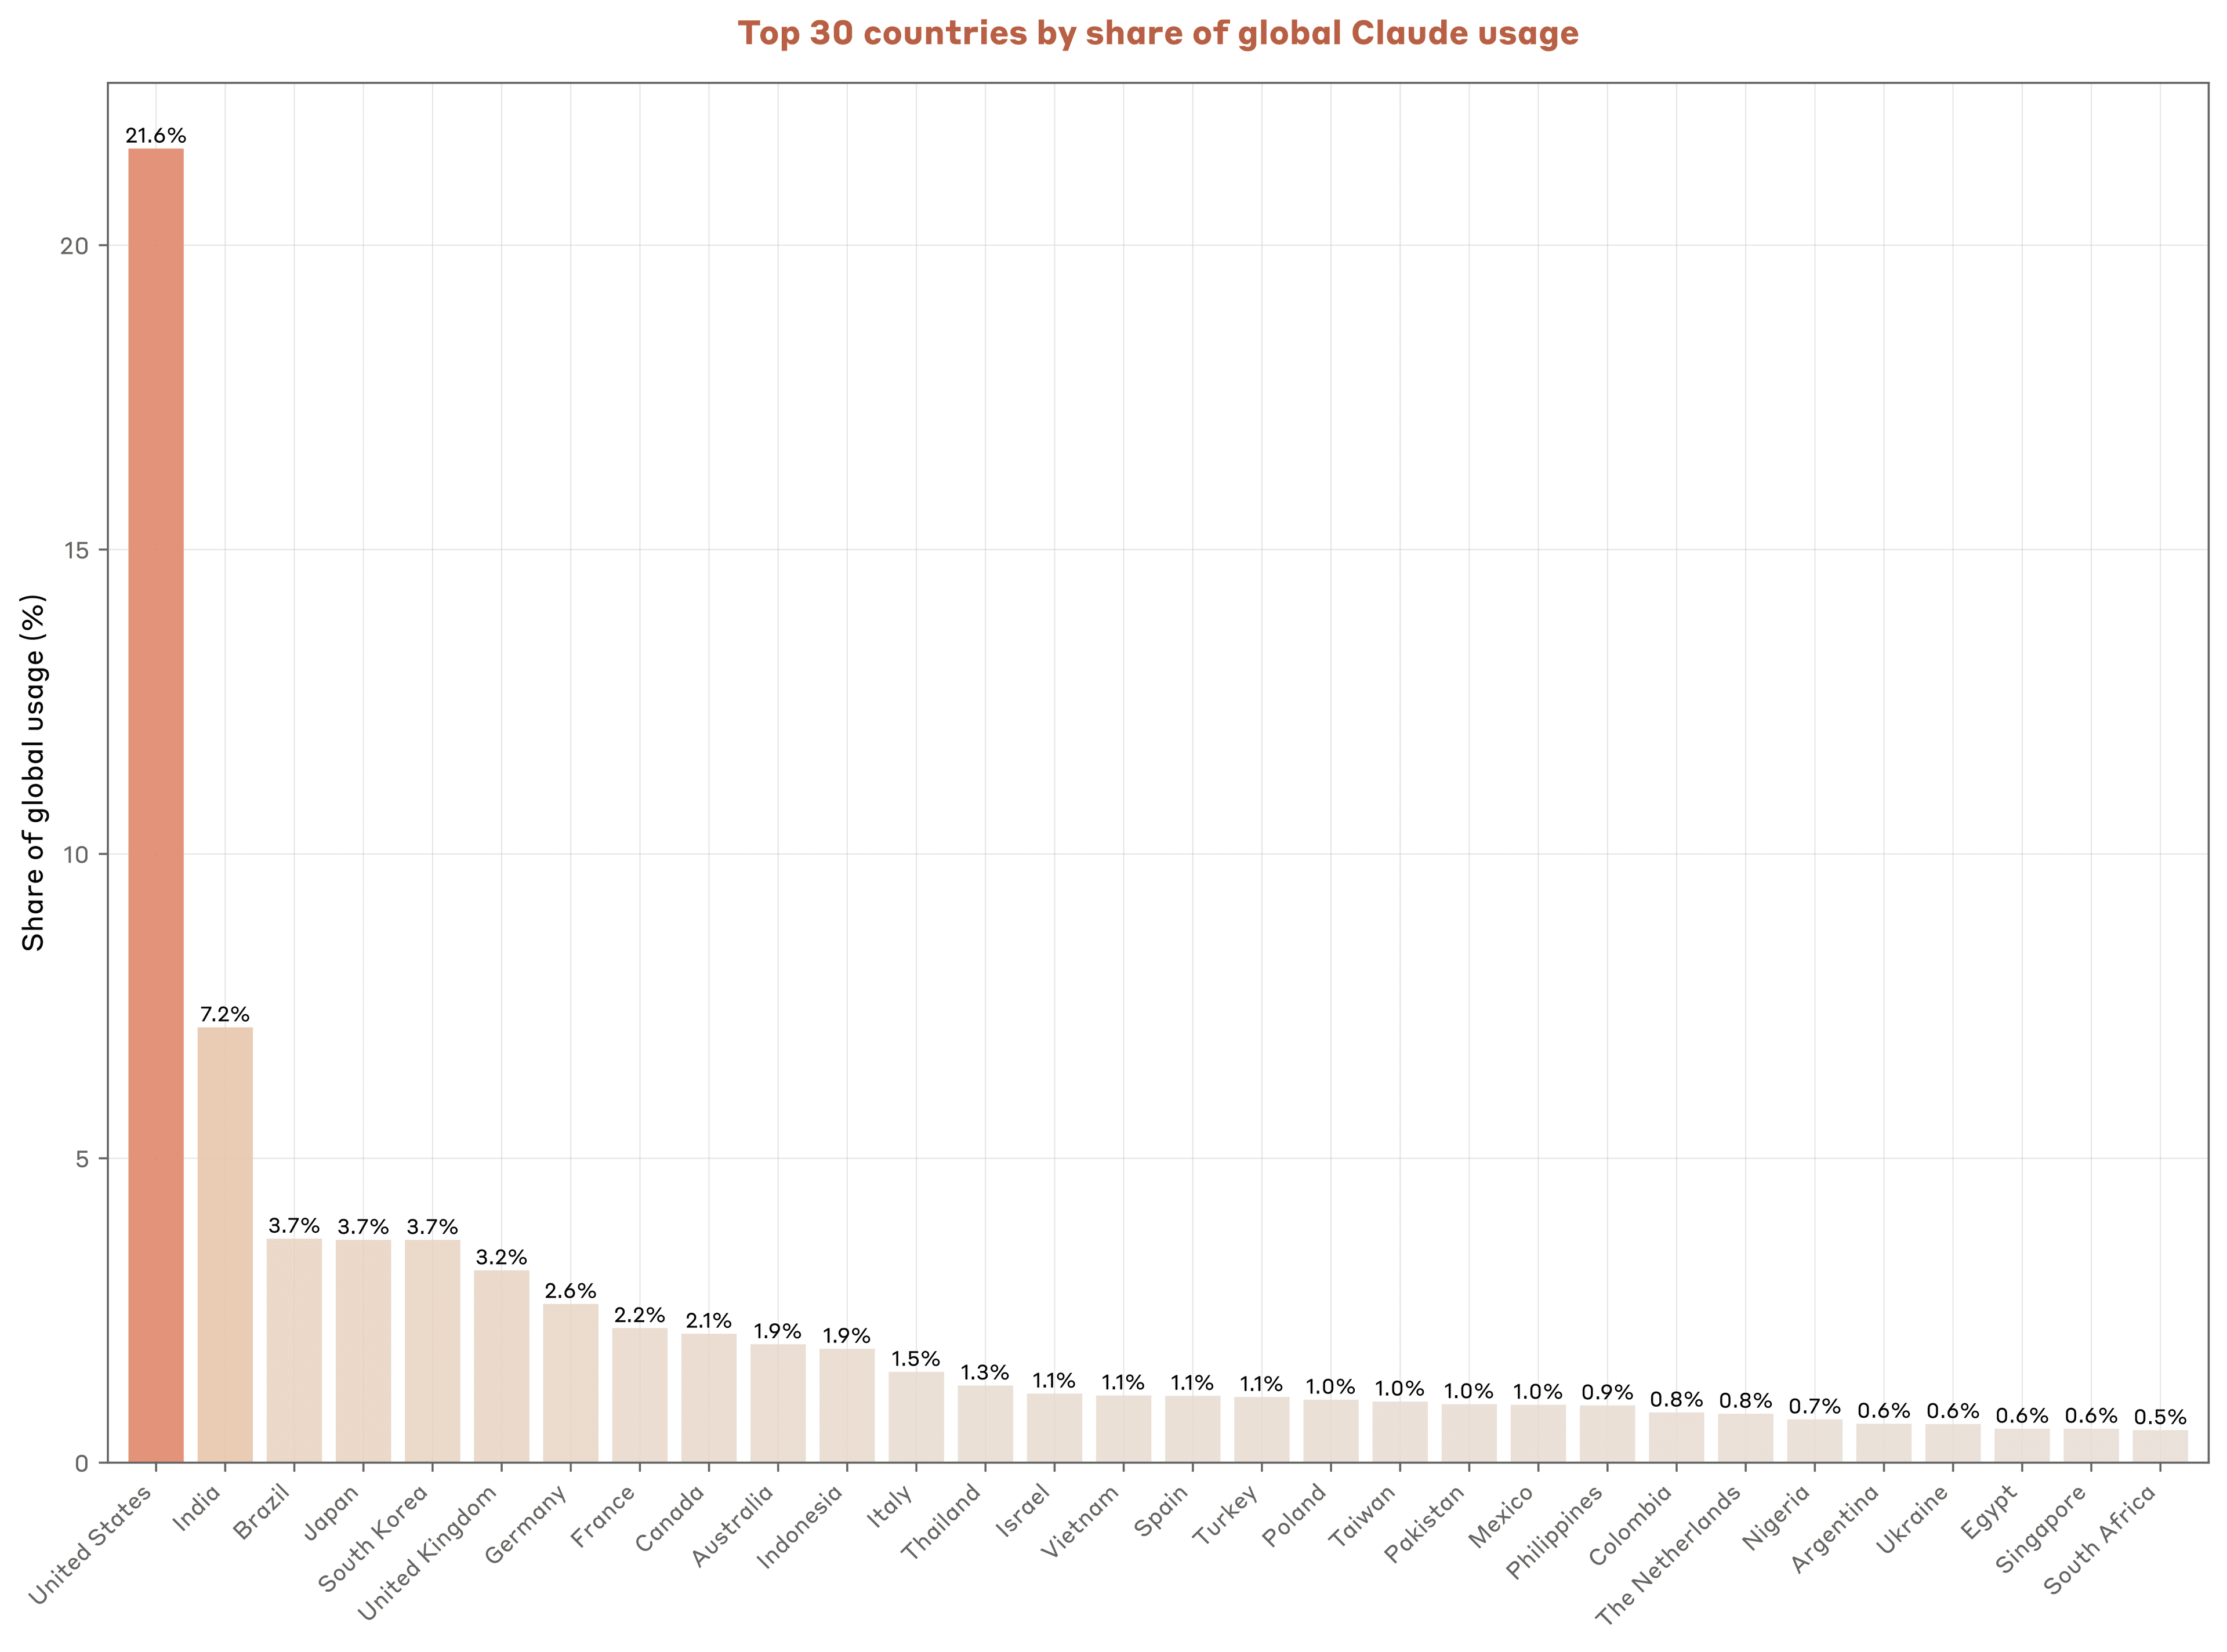 Top 30 countries by share of global Claude usage
Share of global usage (%)
20
15
10
5
0
21.6%
7.2%
3.7%
3.7%
3.7%
3.2%
2.6%
2.2%
2.1%
1.9%
1.9%
1.5%
1.3%
1.1%
1.1%
1.1%
1.1%
1.0%
1.0%
1.0%
1.0%
0.9%
0.8%
0.8%
0.7%
0.6%
0.6%
0.6%
0.6%
0.5%
United States
India
Brazil
Japan
South Korea
United Kingdom
Germany
France
Canada
Australia
Indonesia
Italy
Thailand
Israel
Vietnam
Spain
Turkey
Poland
Taiwan
Pakistan
Mexico
Philippines
Colombia
The Netherlands
Nigeria
Argentina
Ukraine
Egypt
Singapore
South Africa